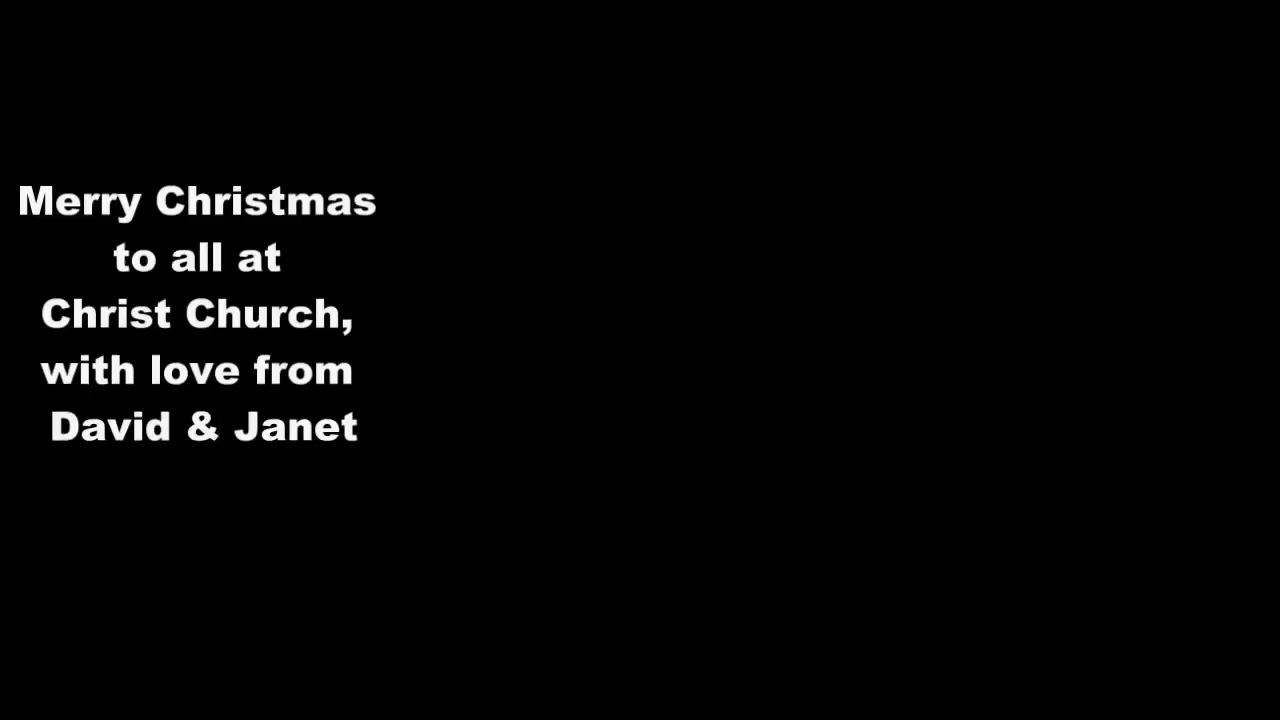 Merry Christmas
to all at
Christ Church,
with love from
David & Janet